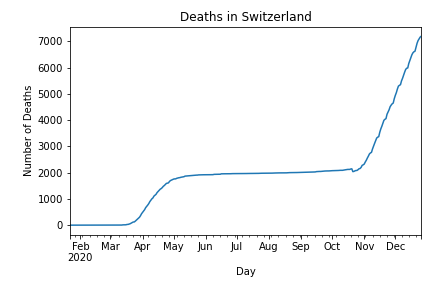 Deaths in Switzerland
7000
6000
5000
4000
3000
2000
1000
0
Number of Deaths
Feb Mar Apr May Jun Jul Aug Sep Oct Nov Dec
2020
Day